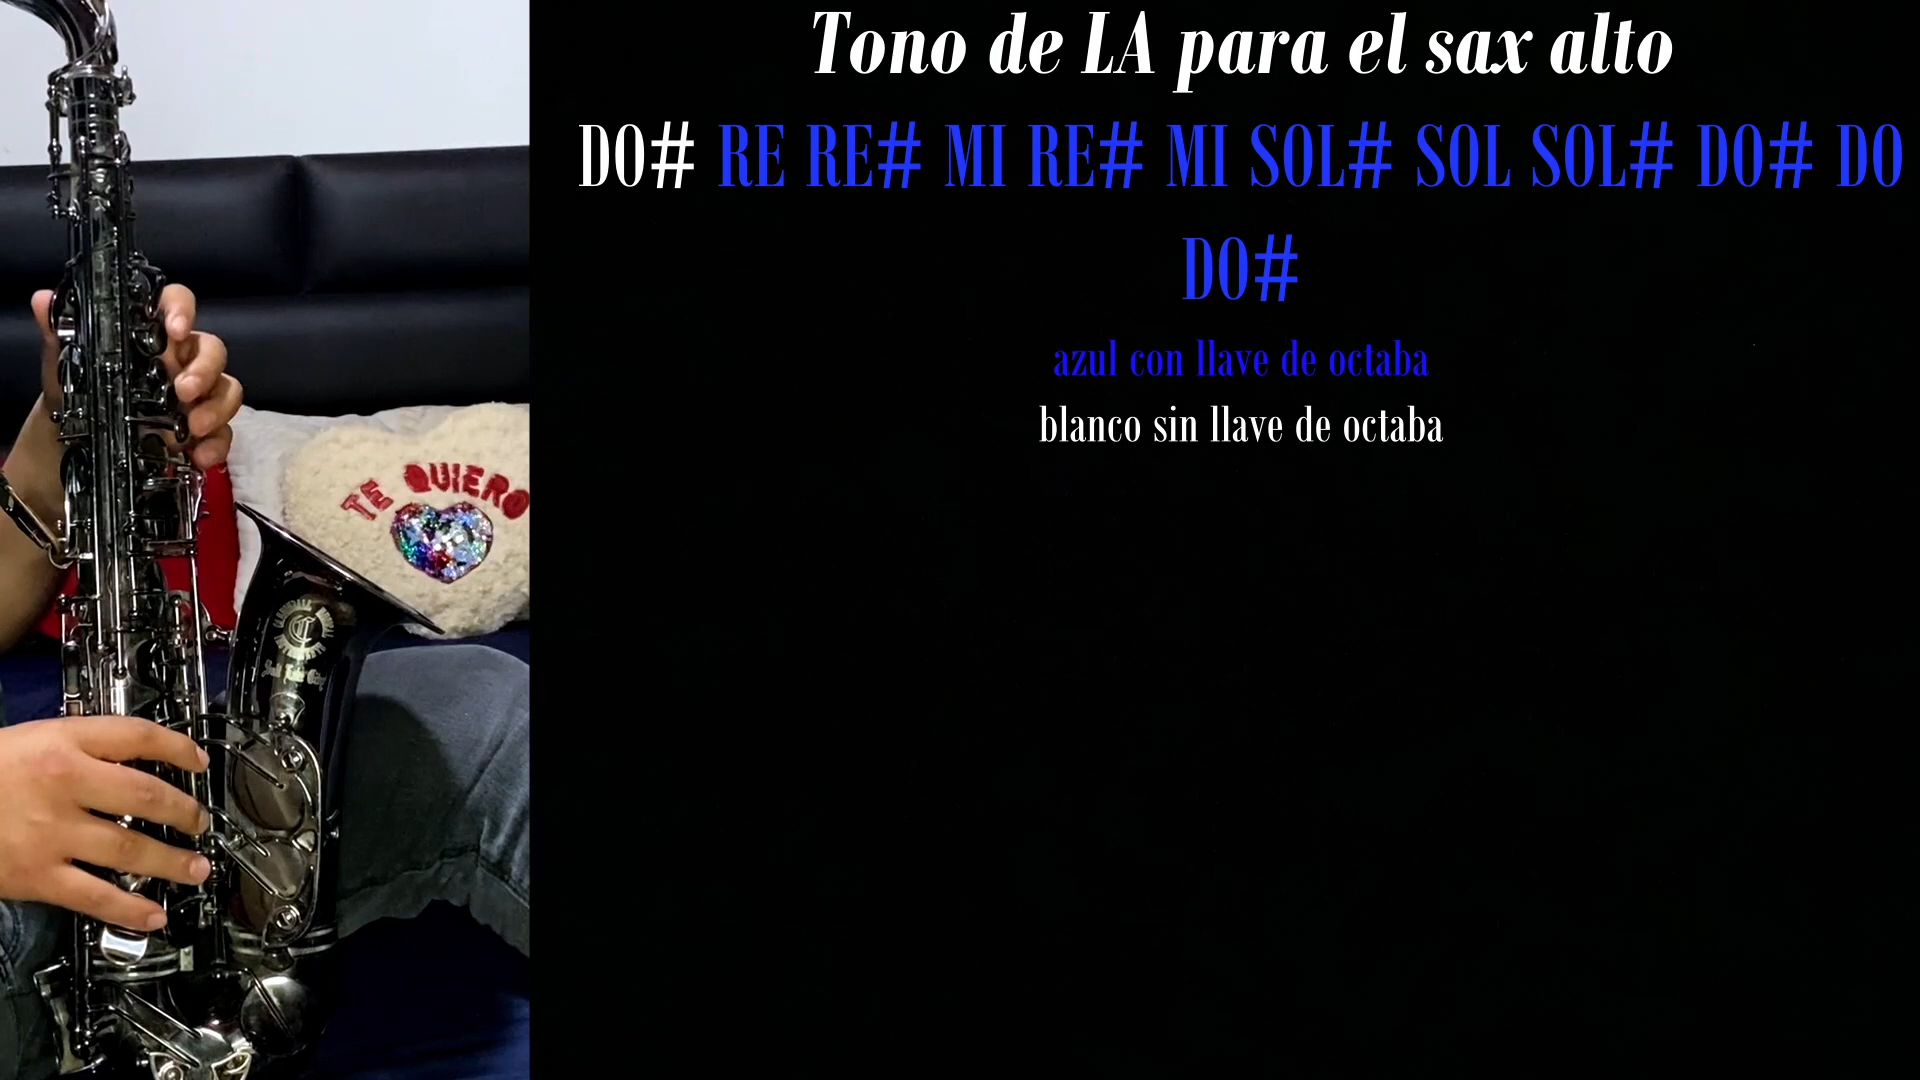 Tono de LA para el sax alto
DO# RE RE# MI RE# MI SOL# SOL SOL# DO# DO
DO#
azul con llave de octaba
blanco sin llave de octaba
TE QUIERO